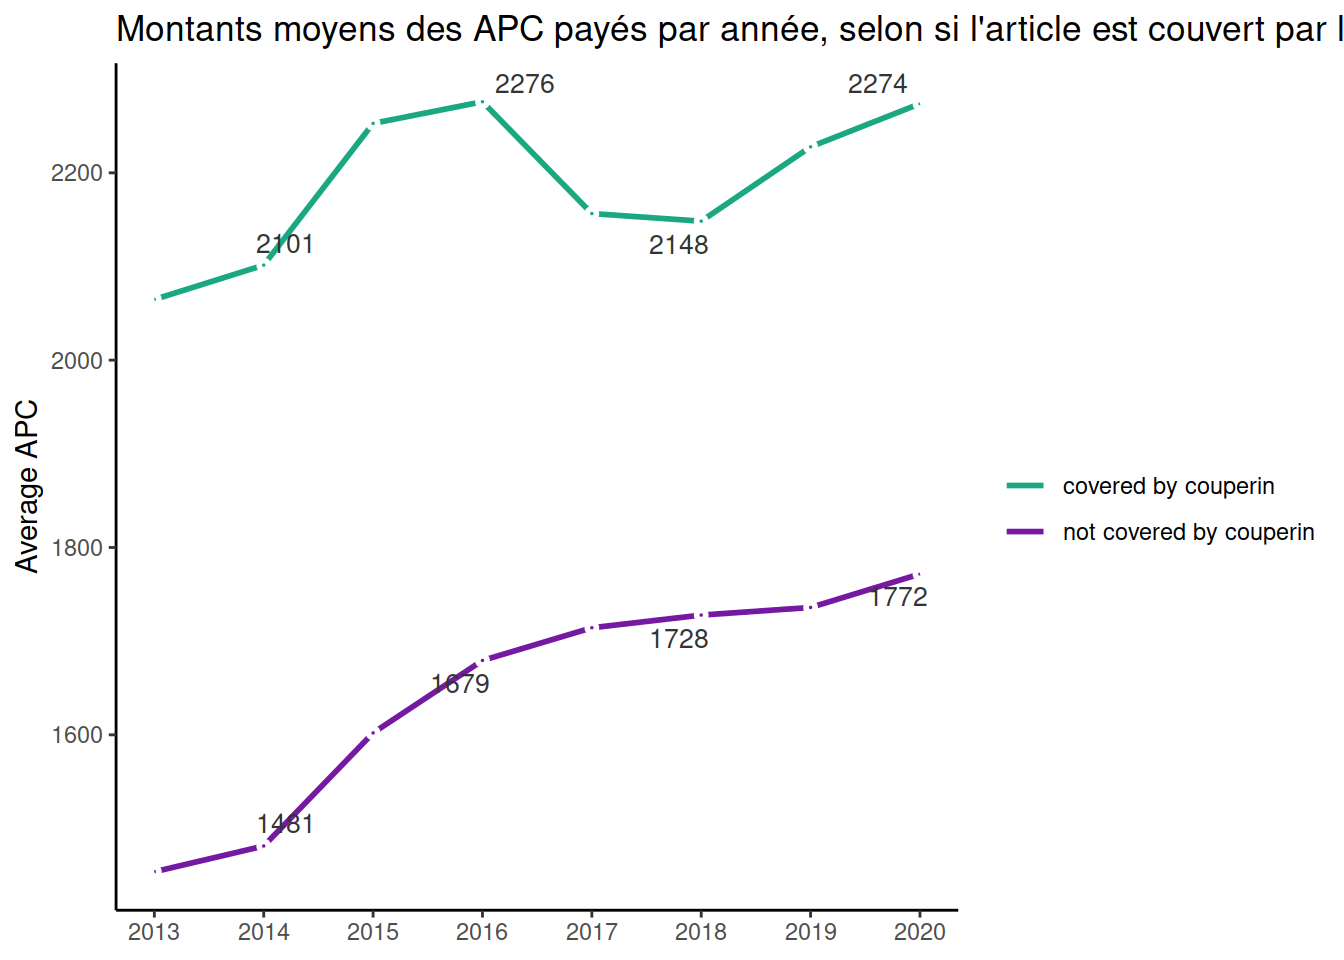 Montants moyens des APC payés par année, selon si l'article est couvert par l
2276
2274
2200
2101
2148
2000
Average APC
covered by couperin
1800
not covered by couperin
1772
1728
1679
1600
1481
2013 2014 2015 2016 2017 2018 2019 2020